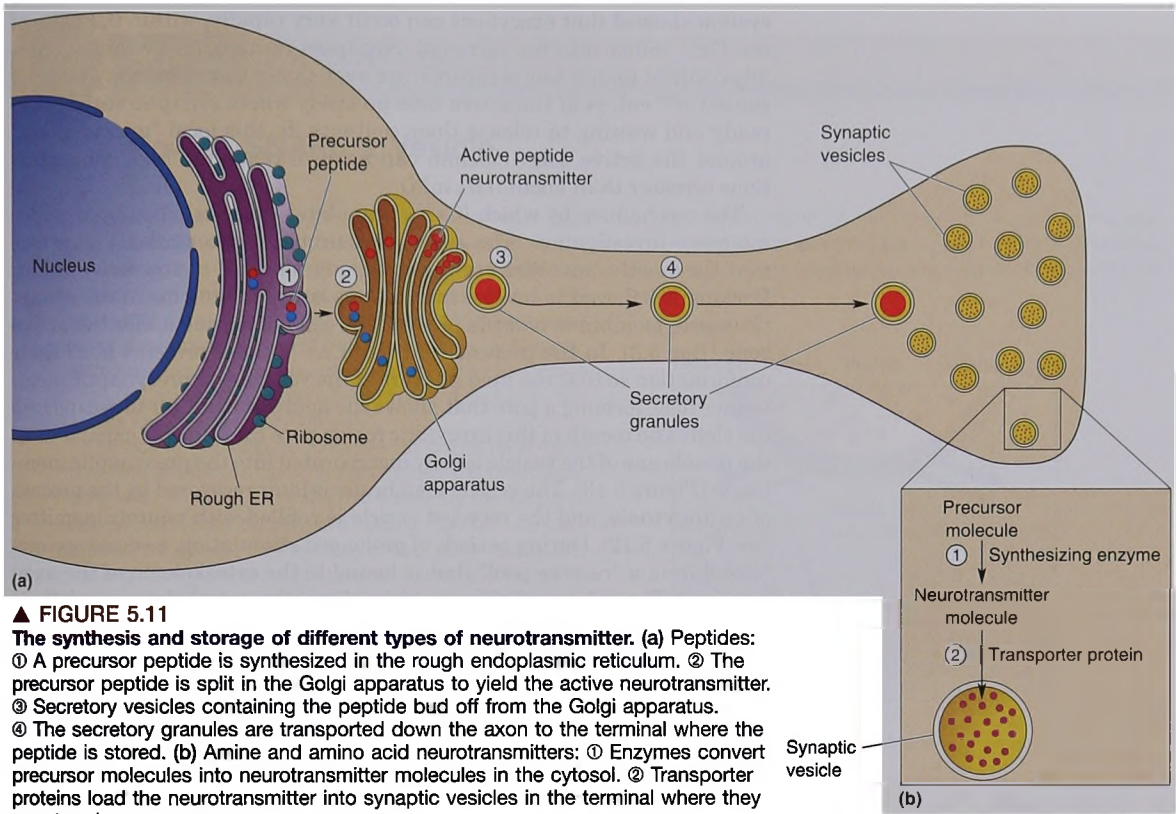 Precursor
peptide
Active peptide
neurotransmitter
Synaptic
vesicles
Nucleus
1
2
3
4
Ribosome
Rough ER
Golgi
apparatus
Secretory
granules
(a)
Precursor
molecule
① Synthesizing enzyme
Neurotransmitter
molecule
(2) Transporter protein
Synaptic
vesicle
(b)
▲ FIGURE 5.11
The synthesis and storage of different types of neurotransmitter. (a) Peptides:
① A precursor peptide is synthesized in the rough endoplasmic reticulum. ② The
precursor peptide is split in the Golgi apparatus to yield the active neurotransmitter.
③ Secretory vesicles containing the peptide bud off from the Golgi apparatus.
④ The secretory granules are transported down the axon to the terminal where the
peptide is stored. (b) Amine and amino acid neurotransmitters: ① Enzymes convert
precursor molecules into neurotransmitter molecules in the cytosol. ② Transporter
proteins load the neurotransmitter into synaptic vesicles in the terminal where they